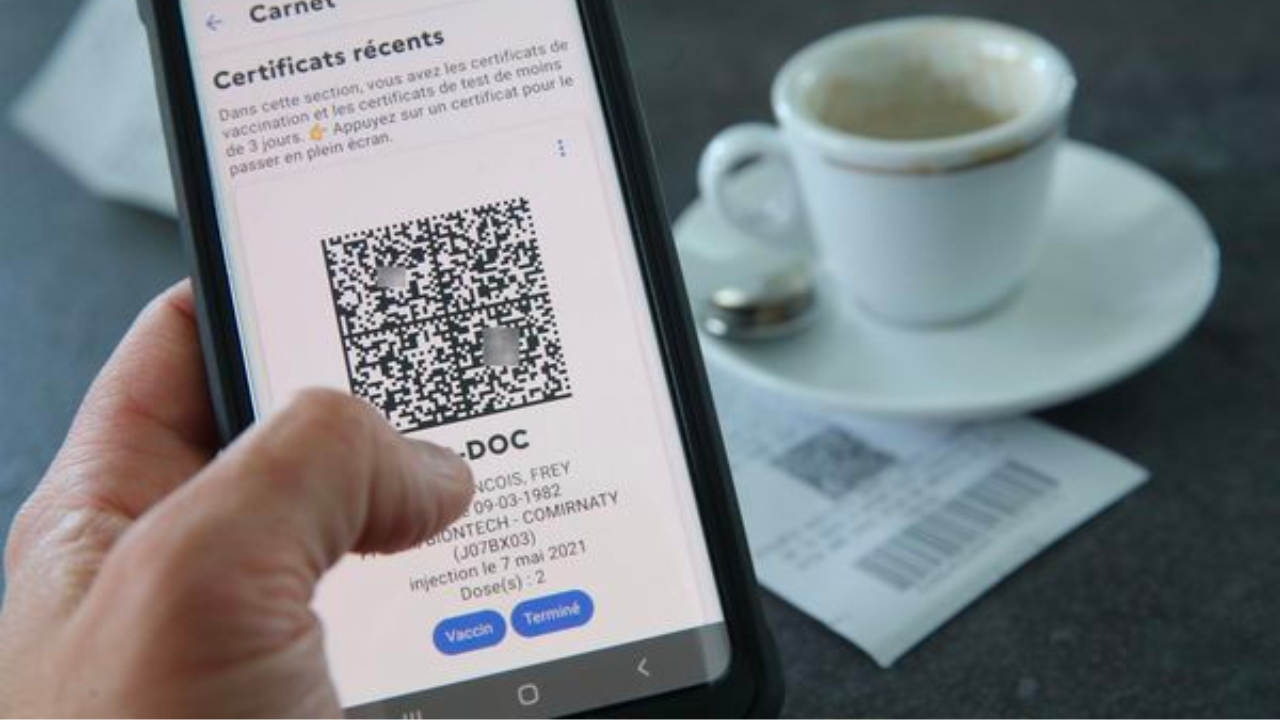 Carnet
Certificats récents
Dans cette section, vous avez les certificats de
vaccination et les certificats de test de moins
de 3 jours. 👉 Appuyez sur un certificat pour le
passer en plein écran.
-DOC
NCOIS, FREY
09-03-1982
BIONTECH - COMIRNATY
(J07BX03)
injection le 7 mai 2021
Dose(s) : 2
Vaccin Terminé